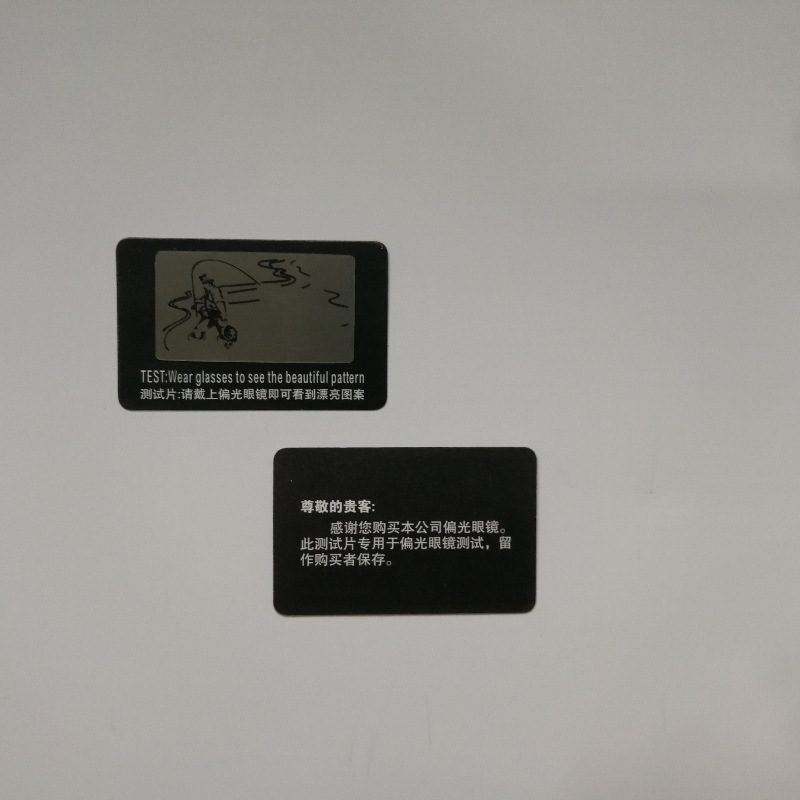 TEST:Wear glasses to see the beautiful pattern
测试片:请戴上偏光眼镜即可看到漂亮图案
尊敬的贵客:
感谢您购买本公司偏光眼镜。
此测试片专用于偏光眼镜测试，留
作购买者保存。